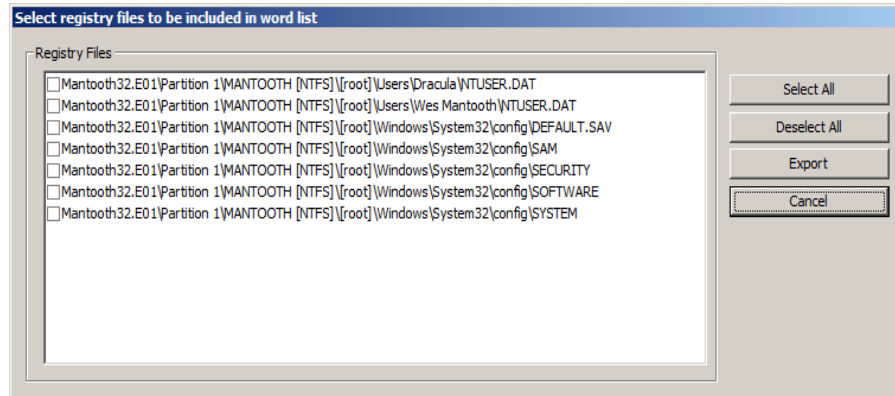 Select registry files to be included in word list
Registry Files
Mantooth32.E01\Partition 1\MANTOOTH [NTFS]\[root]\Users\Dracula\NTUSER.DAT
Mantooth32.E01\Partition 1\MANTOOTH [NTFS]\[root]\Users\Wes Mantooth\NTUSER.DAT
Mantooth32.E01\Partition 1\MANTOOTH [NTFS]\[root]\Windows\System32\config\DEFAULT.SAV
Mantooth32.E01\Partition 1\MANTOOTH [NTFS]\[root]\Windows\System32\config\SAM
Mantooth32.E01\Partition 1\MANTOOTH [NTFS]\[root]\Windows\System32\config\SECURITY
Mantooth32.E01\Partition 1\MANTOOTH [NTFS]\[root]\Windows\System32\config\SOFTWARE
Mantooth32.E01\Partition 1\MANTOOTH [NTFS]\[root]\Windows\System32\config\SYSTEM
Select All
Deselect All
Export
Cancel